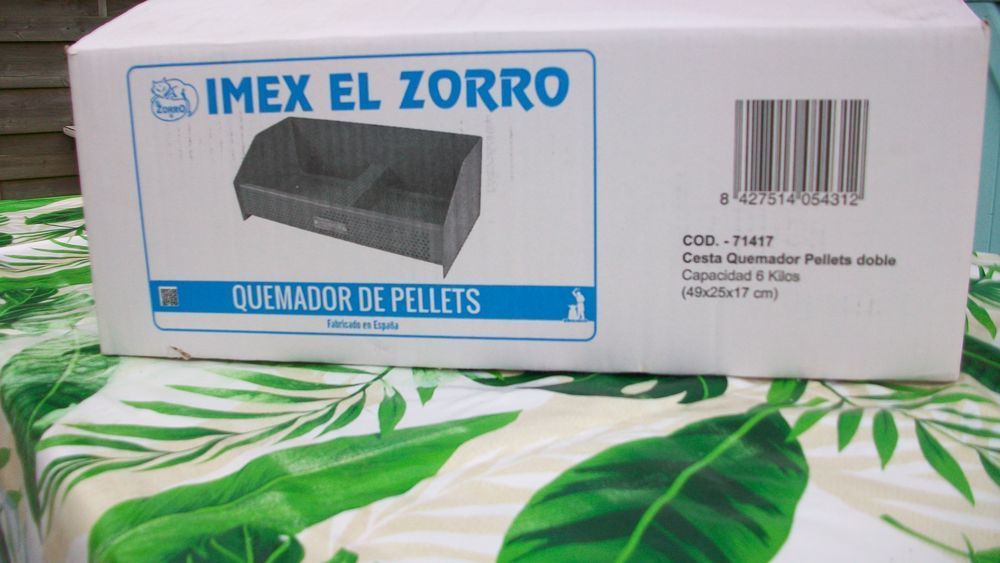 ZORRO
IMEX EL ZORRO
QUEMADOR DE PELLETS
Fabricado en España
8 427514 054312
COD. - 71417
Cesta Quemador Pellets doble
Capacidad 6 Kilos
(49x25x17 cm)